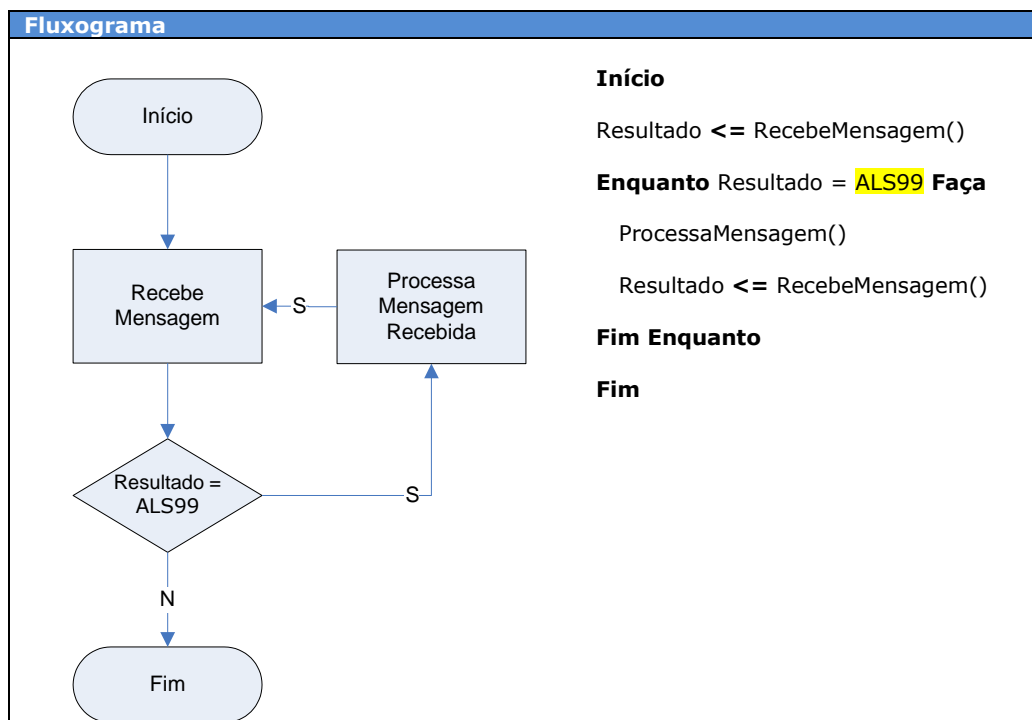 Fluxograma
Início
Recebe
Mensagem
Processa
Mensagem
Recebida
S
Resultado =
ALS99
S
N
Fim
Início
Resultado <= RecebeMensagem()
Enquanto Resultado = ALS99 Faça
ProcessaMensagem()
Resultado <= RecebeMensagem()
Fim Enquanto
Fim